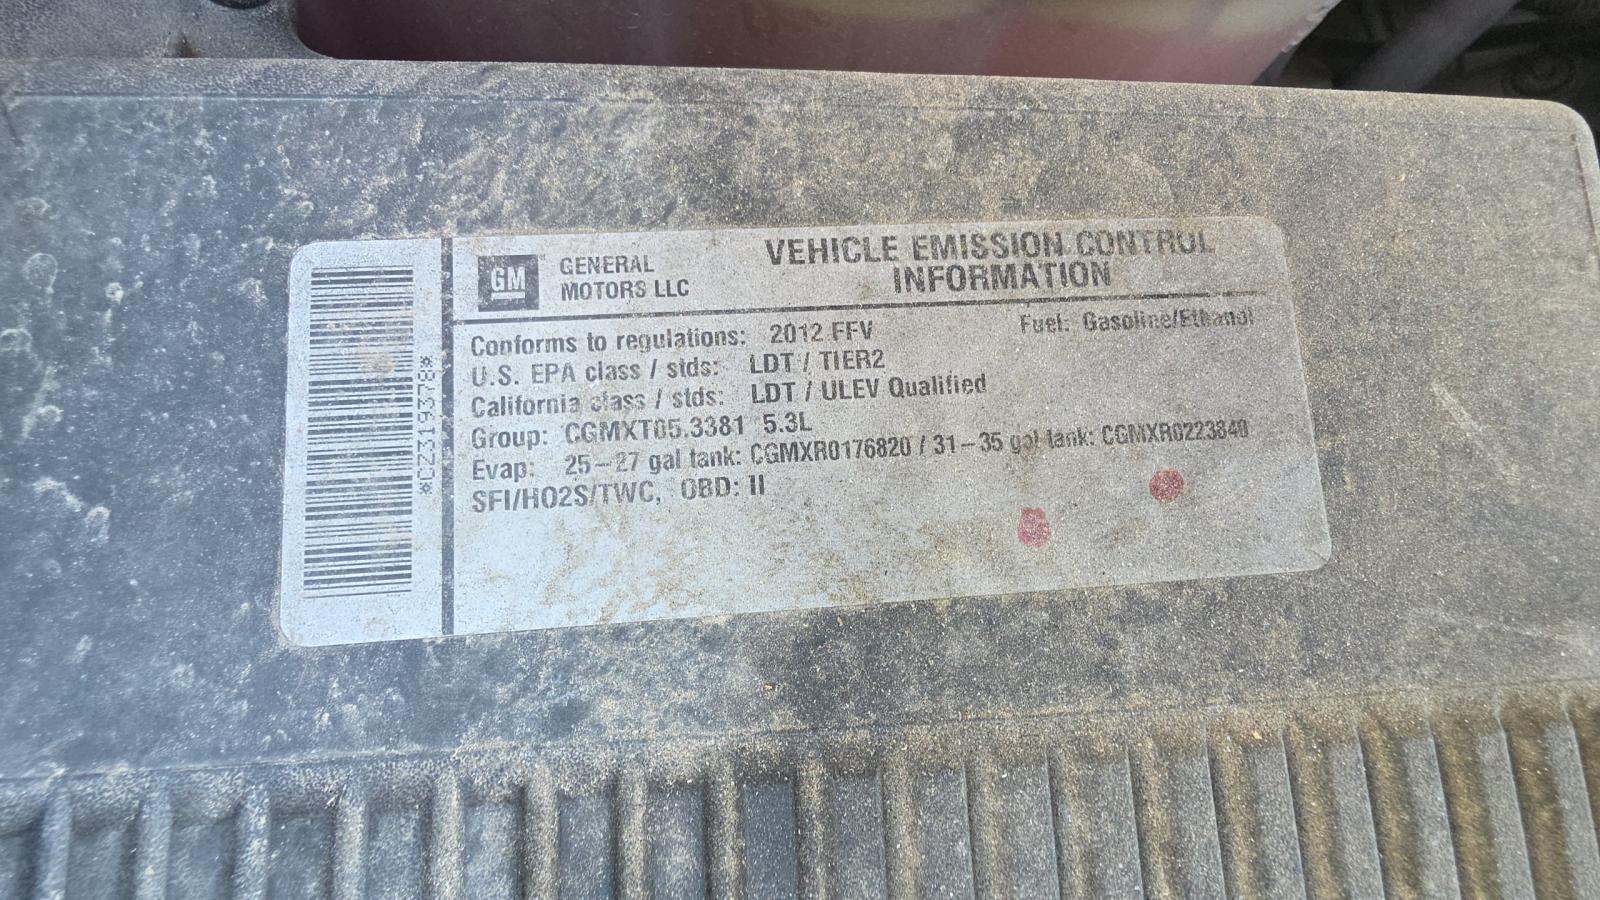 *CZ319378*
GM GENERAL MOTORS LLC
VEHICLE EMISSION CONTROL
INFORMATION
Conforms to regulations: 2012 FFV Fuel: Gasoline/Ethanol
U.S. EPA class / stds: LDT / TIER2
California class / stds: LDT / ULEV Qualified
Group: CGMXT05.3381 5.3L
Evap: 25-27 gal tank: CGMXR0176820 / 31-35 gal tank: CGMXR0223840
SFI/HO2S/TWC, OBD: II